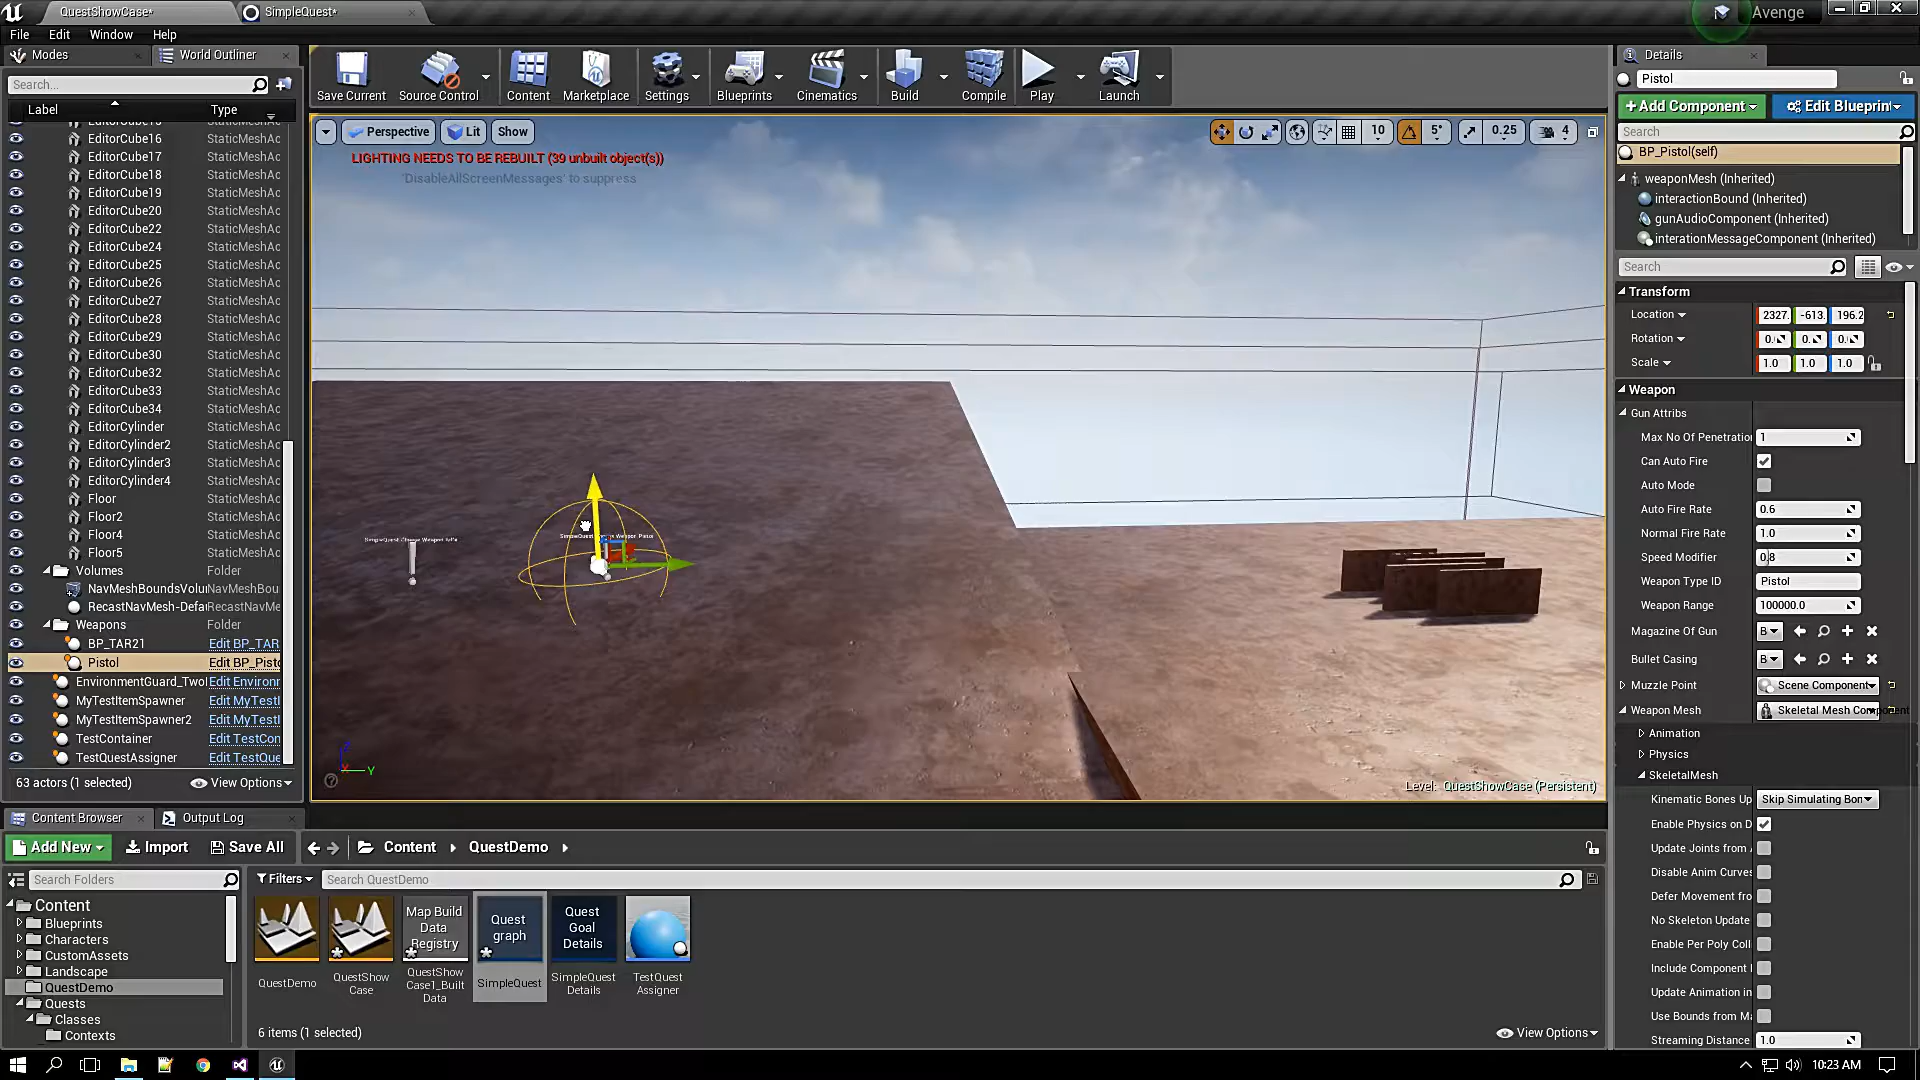 QuestShowCase*
SimpleQuest*
Avenge
File Edit Window Help
Modes
World Outliner
Search...
Label Type
EditorCube16 StaticMeshAc
EditorCube17 StaticMeshAc
EditorCube18 StaticMeshAc
EditorCube19 StaticMeshAc
EditorCube20 StaticMeshAc
EditorCube22 StaticMeshAc
EditorCube24 StaticMeshAc
EditorCube25 StaticMeshAc
EditorCube26 StaticMeshAc
EditorCube27 StaticMeshAc
EditorCube28 StaticMeshAc
EditorCube29 StaticMeshAc
EditorCube30 StaticMeshAc
EditorCube32 StaticMeshAc
EditorCube33 StaticMeshAc
EditorCube34 StaticMeshAc
EditorCylinder StaticMeshAc
EditorCylinder2 StaticMeshAc
EditorCylinder3 StaticMeshAc
EditorCylinder4 StaticMeshAc
Floor StaticMeshAc
Floor2 StaticMeshAc
Floor4 StaticMeshAc
Floor5 StaticMeshAc
Volumes Folder
NavMeshBoundsVolu NavMeshBou
RecastNavMesh-Defa RecastNavMe
Weapons Folder
BP_TAR21 Edit BP_TAR
Pistol Edit BP_Pisto
EnvironmentGuard_Two Edit Environr
MyTestItemSpawner Edit MyTestI
MyTestItemSpawner2 Edit MyTestI
TestContainer Edit TestCon
TestQuestAssigner Edit TestQue
63 actors (1 selected) View Options
Save Current Source Control Content Marketplace Settings Blueprints Cinematics Build Compile Play Launch
Perspective Lit Show
10 5° 0.25 4
LIGHTING NEEDS TO BE REBUILT (39 unbuilt object(s))
'DisableAllScreenMessages' to suppress
Z X Y
Level: QuestShowCase (Persistent)
Details
Pistol
+Add Component Edit Blueprint
Search
BP_Pistol(self)
weaponMesh (Inherited)
interactionBound (Inherited)
gunAudioComponent (Inherited)
interationMessageComponent (Inherited)
Search
Transform
Location 2327. -613. 196.2
Rotation 0. 0. 0.
Scale 1.0 1.0 1.0
Weapon
Gun Attribs
Max No Of Penetratio 1
Can Auto Fire
Auto Mode
Auto Fire Rate 0.6
Normal Fire Rate 1.0
Speed Modifier 0.8
Weapon Type ID Pistol
Weapon Range 100000.0
Magazine Of Gun B
Bullet Casing B
Muzzle Point Scene Component
Weapon Mesh Skeletal Mesh Component
Animation
Physics
SkeletalMesh
Kinematic Bones Up Skip Simulating Bon
Enable Physics on D
Update Joints from
Disable Anim Curves
Defer Movement fro
No Skeleton Update
Enable Per Poly Coll
Include Component
Update Animation in
Use Bounds from Ma
Streaming Distance 1.0
Content Browser
Output Log
Add New Import Save All Content QuestDemo
Search Folders
Filters Search QuestDemo
Content
Blueprints
Characters
CustomAssets
Landscape
QuestDemo
Quests
Classes
Contexts
Map Build Data Registry
Quest graph
Quest Goal Details
QuestDemo
QuestShow Case
QuestShow Case1_Built Data
SimpleQuest
SimpleQuest Details
TestQuest Assigner
6 items (1 selected) View Options
10:23 AM